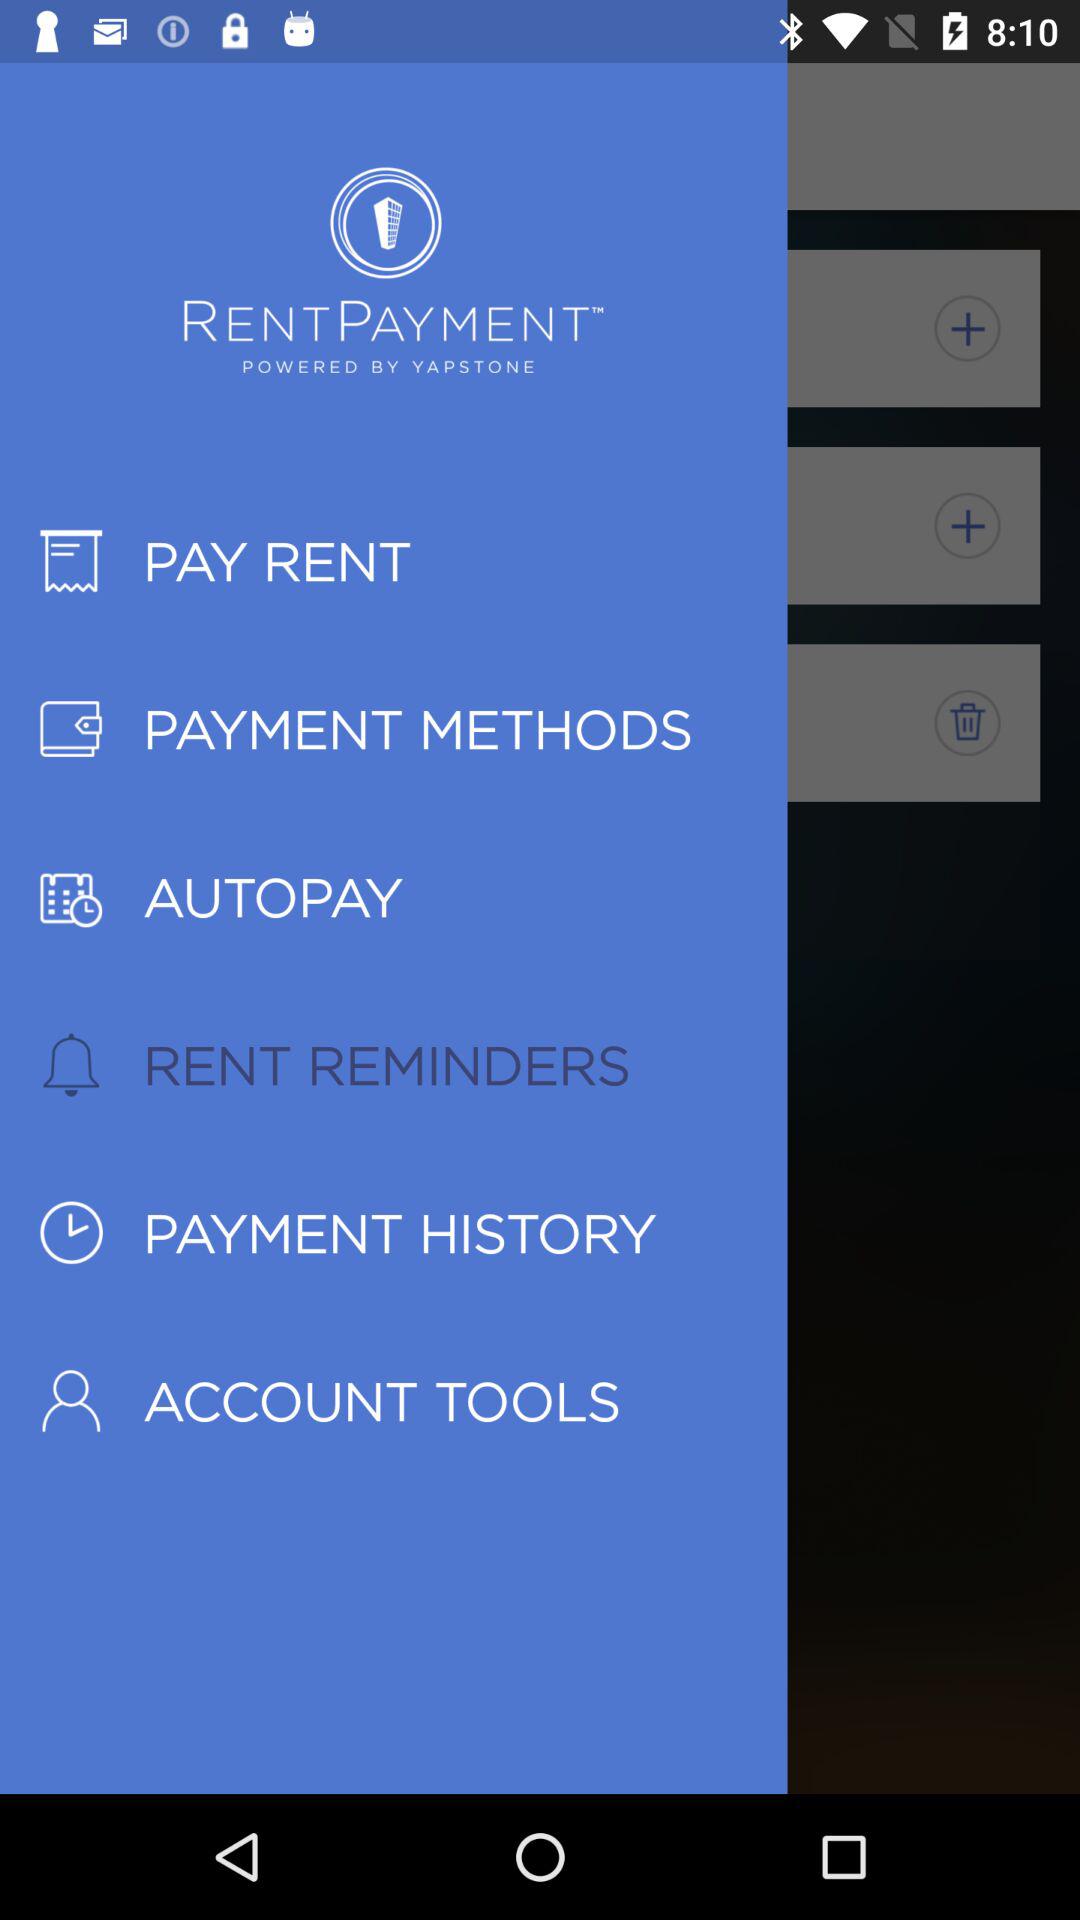 8:10
RENTPAYMENT™
POWERED BY YAPSTONE
PAY RENT
PAYMENT METHODS
AUTOPAY
RENT REMINDERS
PAYMENT HISTORY
ACCOUNT TOOLS